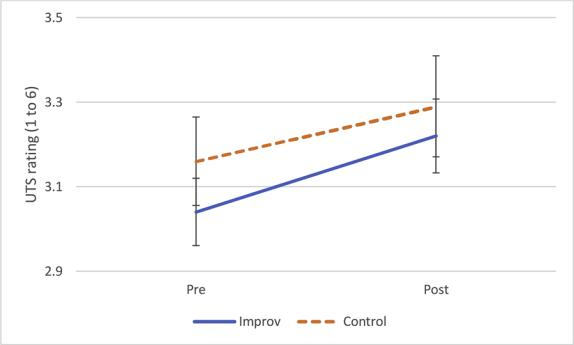 3.5
3.3
3.1
2.9
UTS rating (1 to 6)
Pre Post
Improv Control